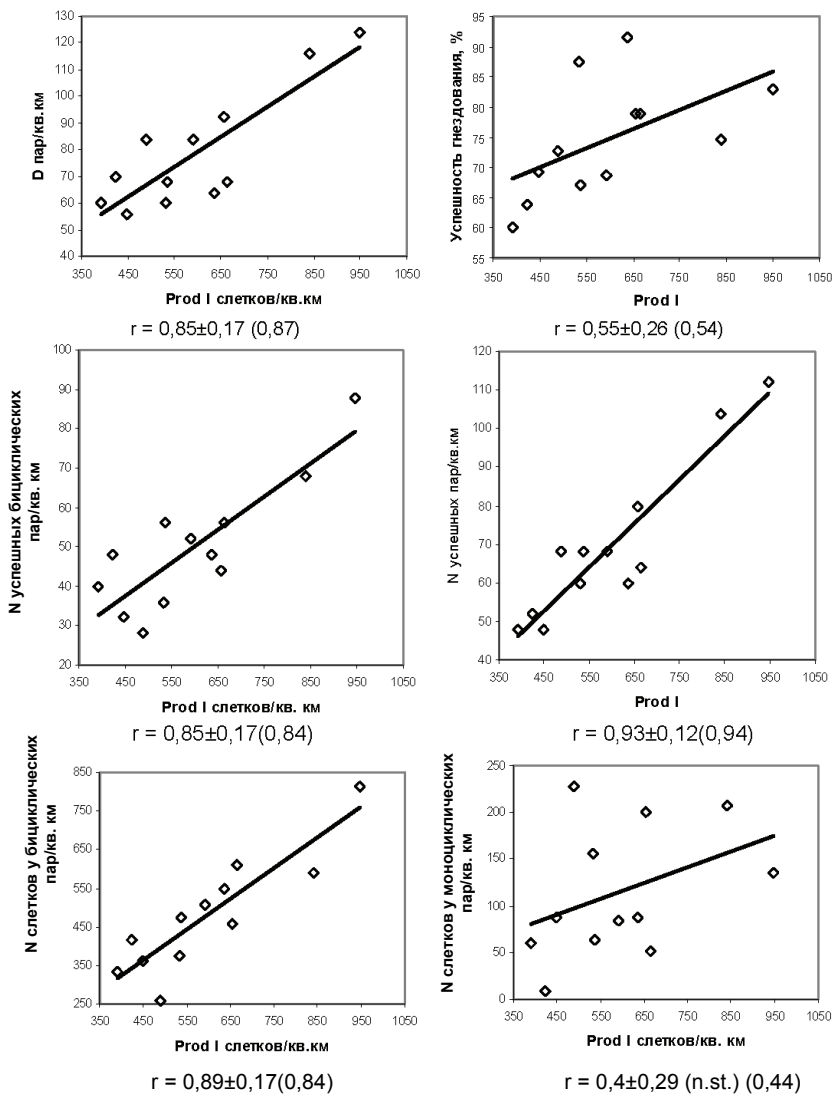 D пар/кв.км
130
120
110
100
90
80
70
60
50
40
350 450 550 650 750 850 950 1050
Prod I слетков/кв.км
r = 0,85±0,17 (0,87)
Успешность гнездования, %
95
90
85
80
75
70
65
60
55
350 450 550 650 750 850 950 1050
Prod I
r = 0,55±0,26 (0,54)
N успешных бициклических
пар/кв. км
100
90
80
70
60
50
40
30
20
350 450 550 650 750 850 950 1050
Prod I слетков/кв. км
r = 0,85±0,17(0,84)
N успешных пар/кв.км
120
110
100
90
80
70
60
50
40
350 450 550 650 750 850 950 1050
Prod I
r = 0,93±0,12(0,94)
N слетков у бициклических
пар/кв. км
850
750
650
550
450
350
250
350 450 550 650 750 850 950 1050
Prod I слетков/кв.км
r = 0,89±0,17(0,84)
N слетков у моноциклических
пар/кв. км
250
200
150
100
50
0
350 450 550 650 750 850 950 1050
Prod I слетков/кв. км
r = 0,4±0,29 (n.st.) (0,44)